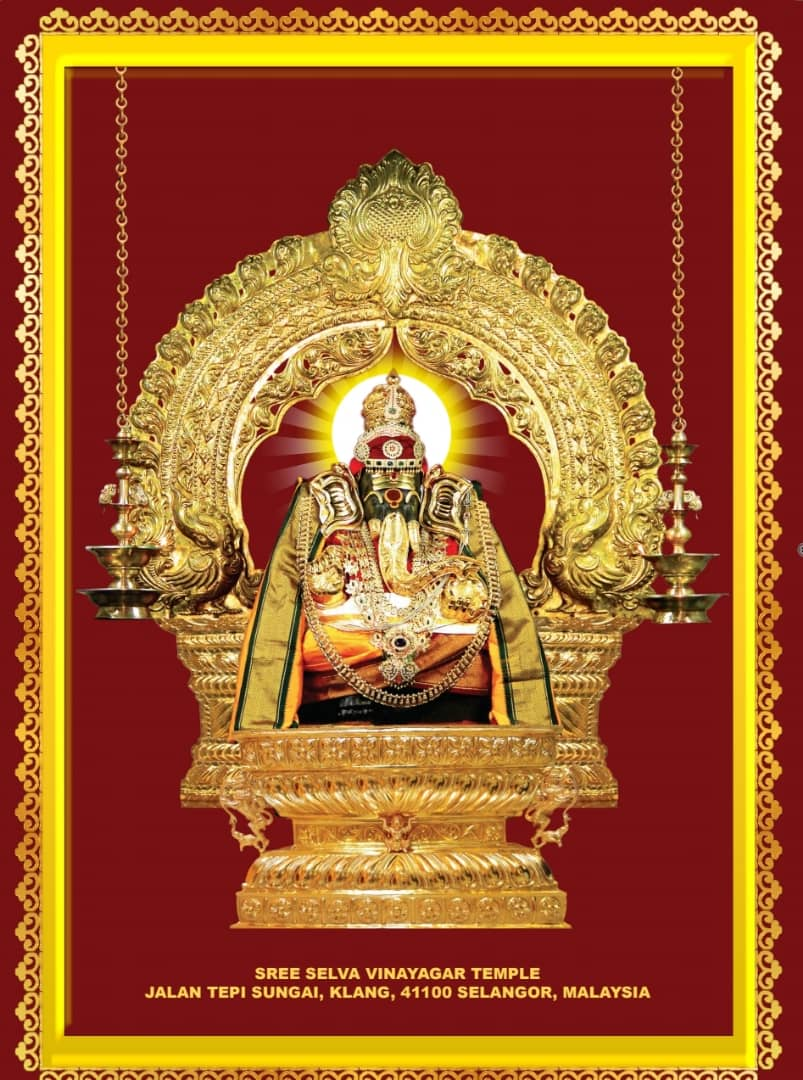 SREE SELVA VINAYAGAR TEMPLE
JALAN TEPI SUNGAI, KLANG, 41100 SELANGOR, MALAYSIA